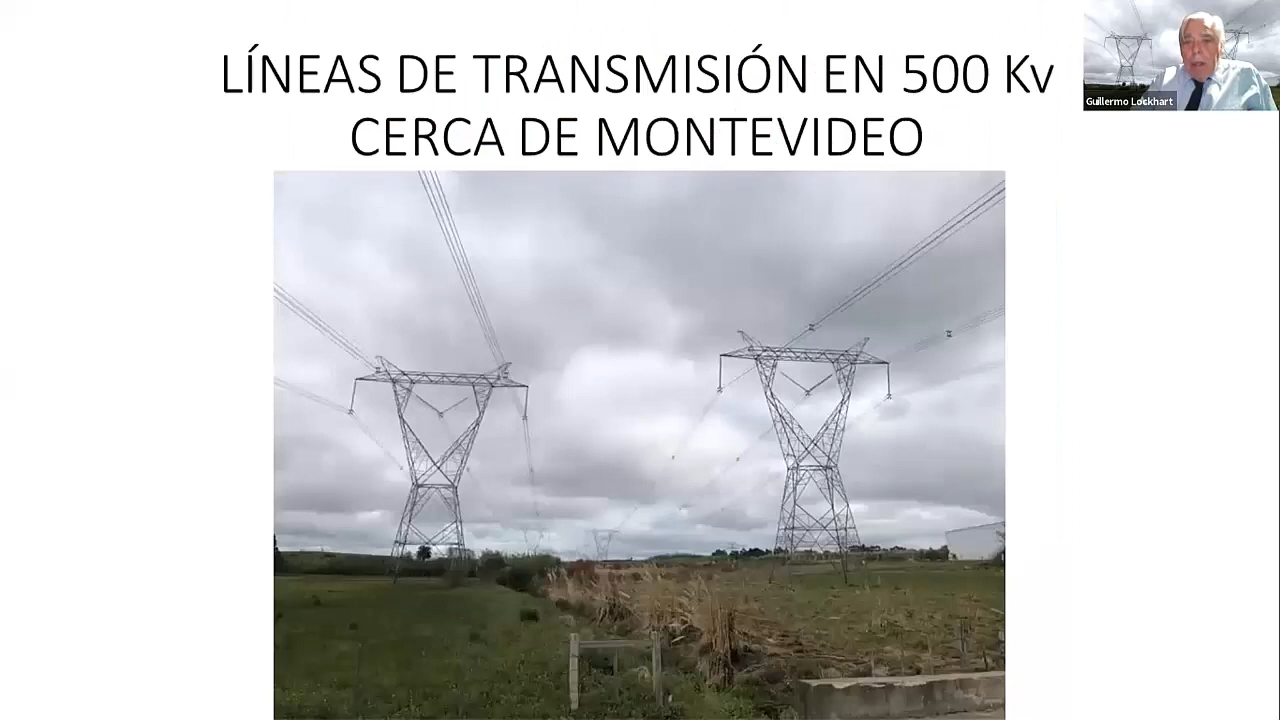 LÍNEAS DE TRANSMISIÓN EN 500 Kv
CERCA DE MONTEVIDEO
Guillermo Lockhart